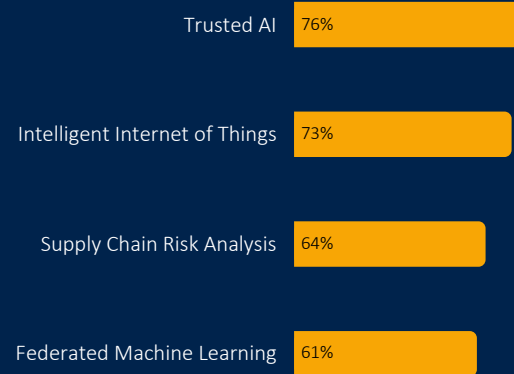 Trusted AI 76%
Intelligent Internet of Things 73%
Supply Chain Risk Analysis 64%
Federated Machine Learning 61%